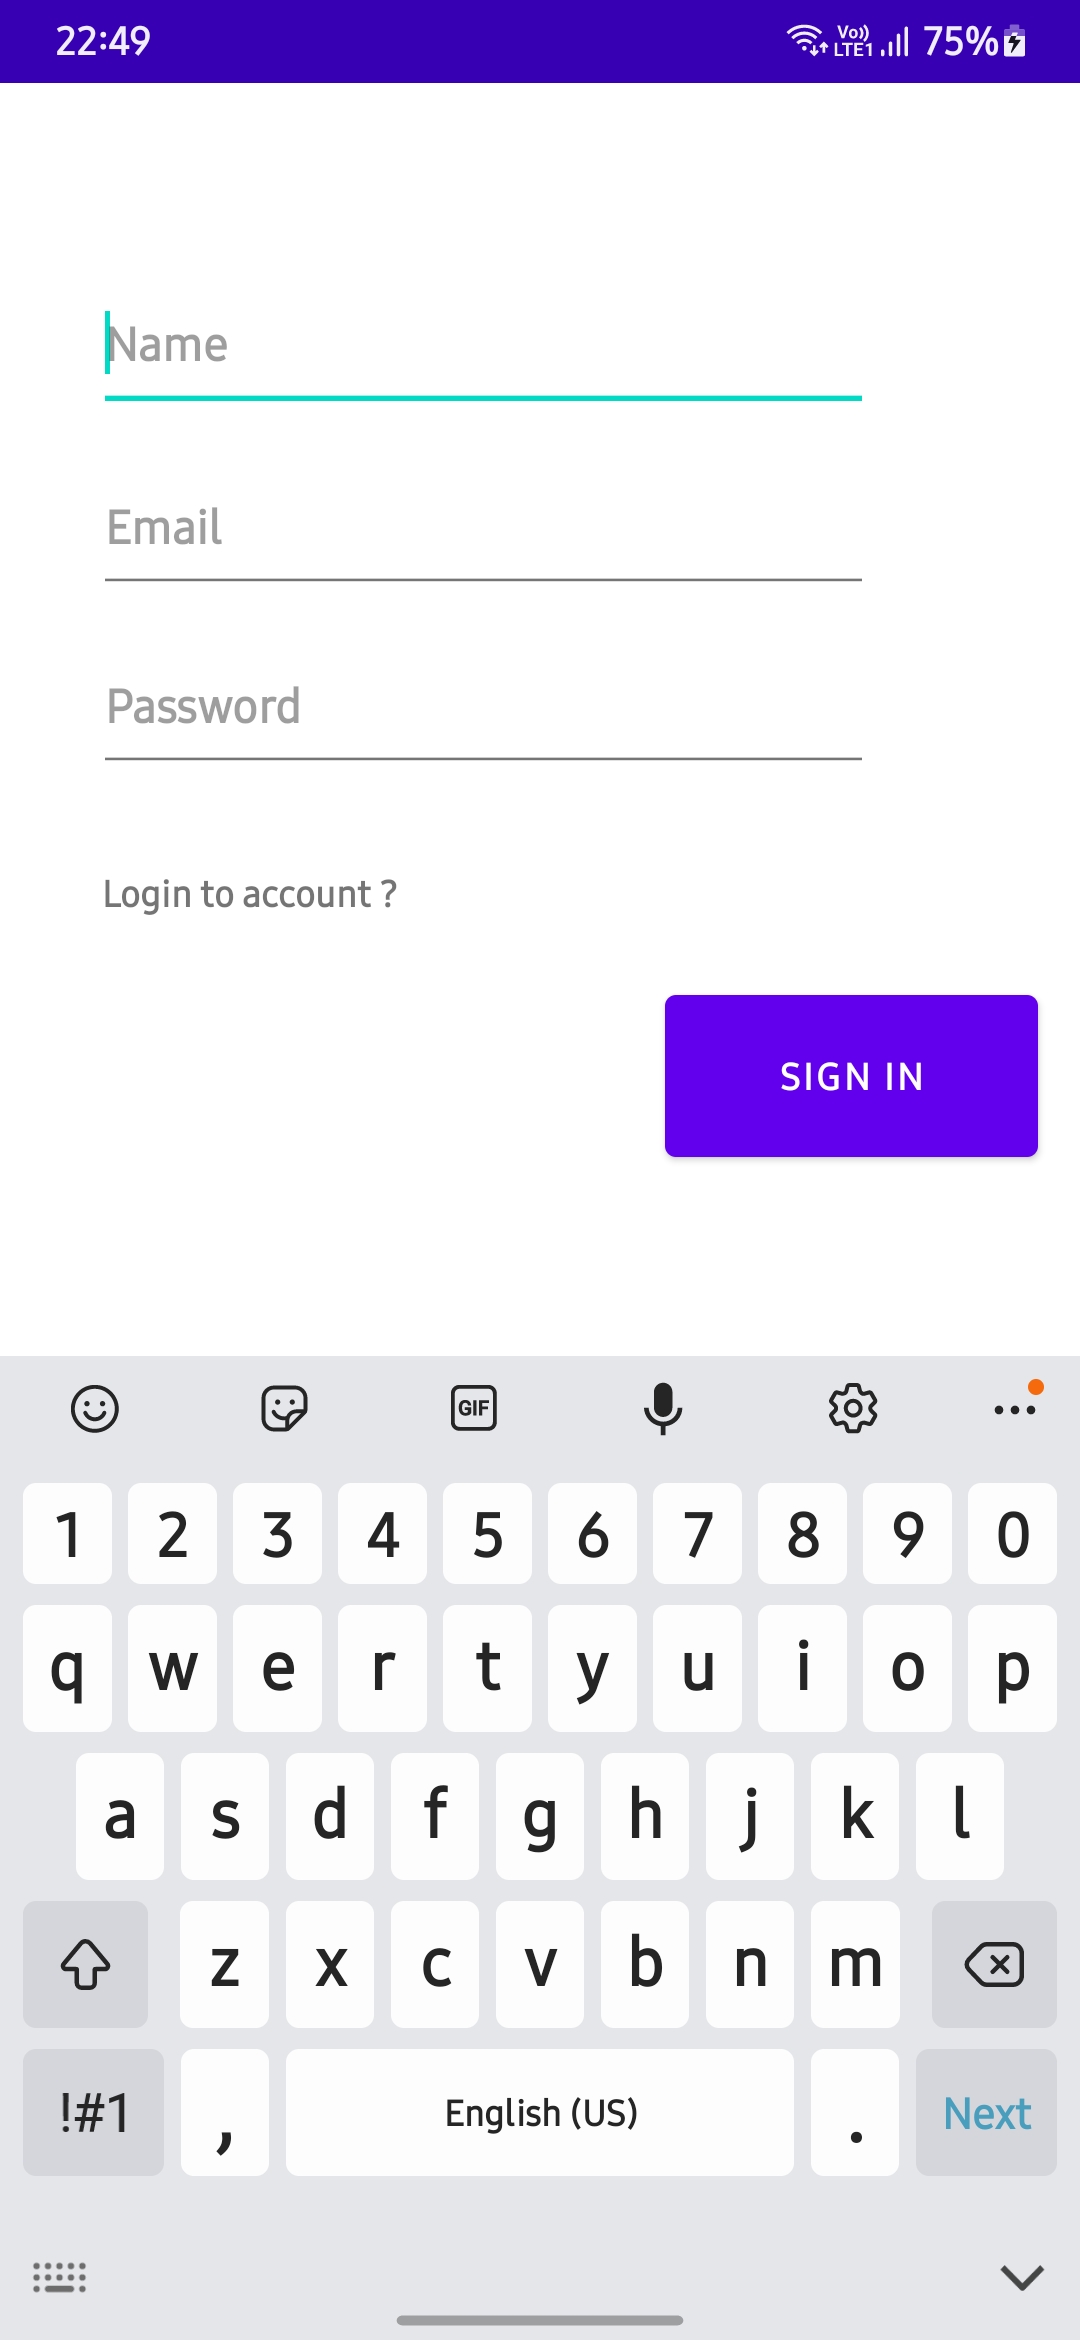 22:49 Vo)) LTE1 75%
Name
Email
Password
Login to account ?
SIGN IN
GIF
1 2 3 4 5 6 7 8 9 0
q w e r t y u i o p
a s d f g h j k l
z x c v b n m
!#1 , English (US) . Next